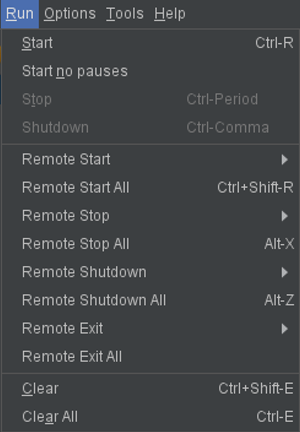 Run Options Tools Help
Start Ctrl-R
Start no pauses
Stop Ctrl-Period
Shutdown Ctrl-Comma
Remote Start
Remote Start All Ctrl+Shift-R
Remote Stop
Remote Stop All Alt-X
Remote Shutdown
Remote Shutdown All Alt-Z
Remote Exit
Remote Exit All
Clear Ctrl+Shift-E
Clear All Ctrl-E